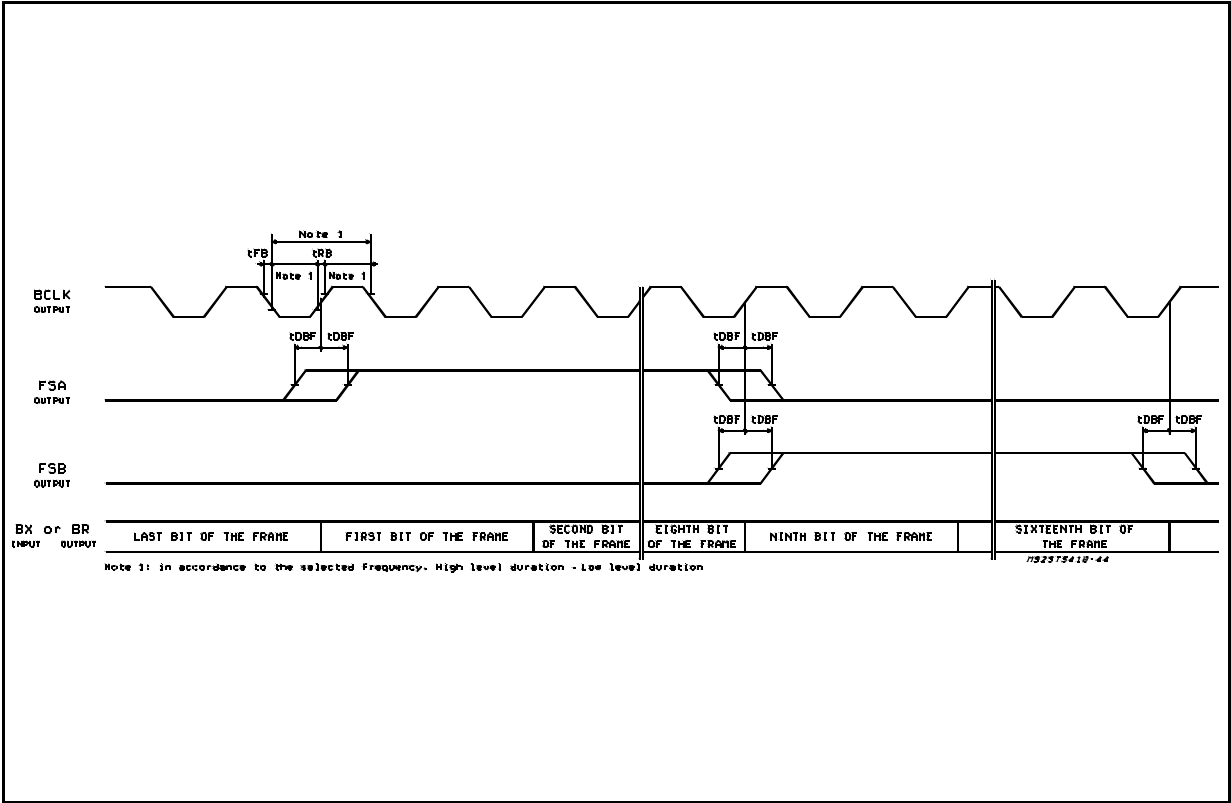 Note 1
tFB tRB
Note 1 Note 1
BCLK
OUTPUT
tDBF tDBF
tDBF tDBF
FSA
OUTPUT
tDBF tDBF
tDBF tDBF
FSB
OUTPUT
BX or BR
INPUT OUTPUT
LAST BIT OF THE FRAME
FIRST BIT OF THE FRAME
SECOND BIT
OF THE FRAME
EIGHTH BIT
OF THE FRAME
NINTH BIT OF THE FRAME
SIXTEENTH BIT OF
THE FRAME
Note 1: in accordance to the selected Frequency. High level duration - Low level duration
M92ST5410-44